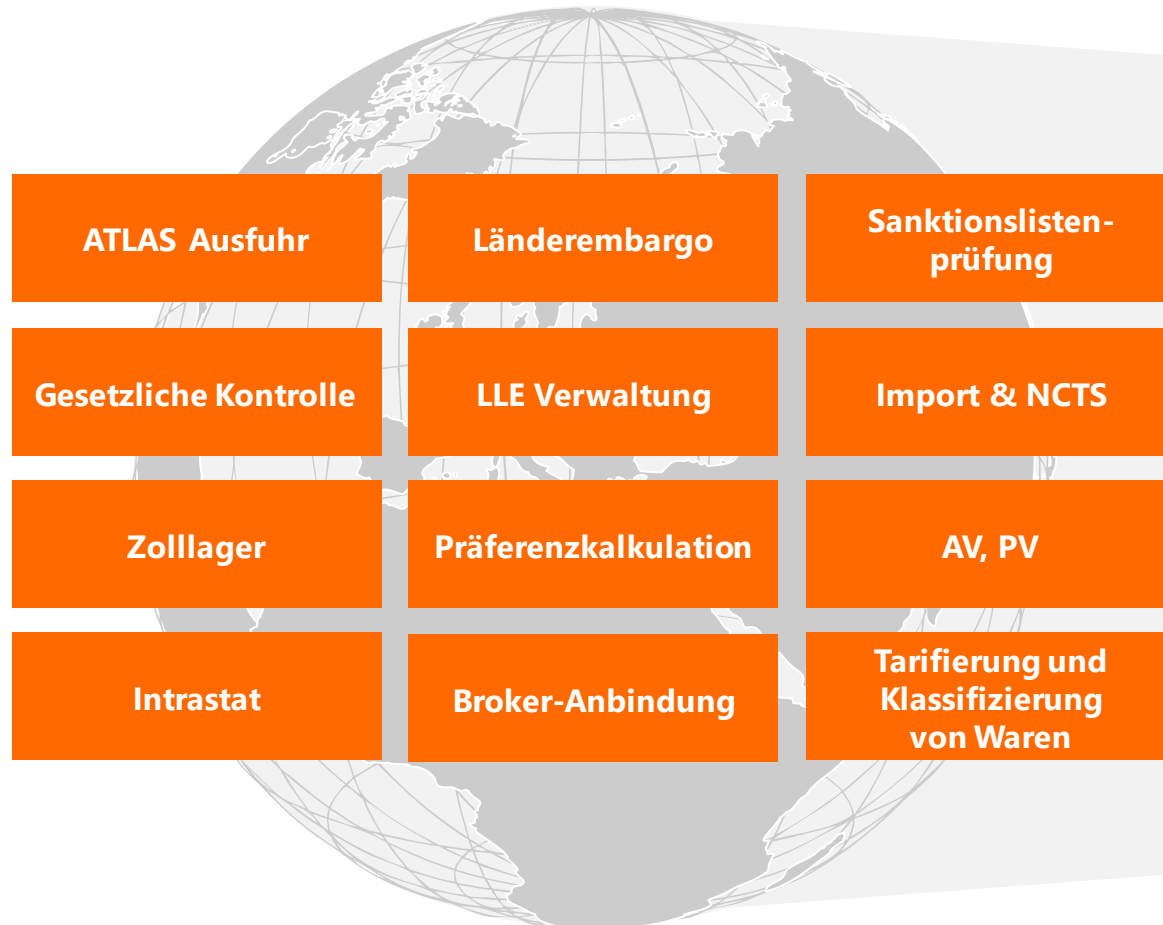 ATLAS Ausfuhr
Länderembargo
Sanktionslisten-
prüfung
Gesetzliche Kontrolle
LLE Verwaltung
Import & NCTS
Zolllager
Präferenzkalkulation
AV, PV
Intrastat
Broker-Anbindung
Tarifierung und
Klassifizierung
von Waren